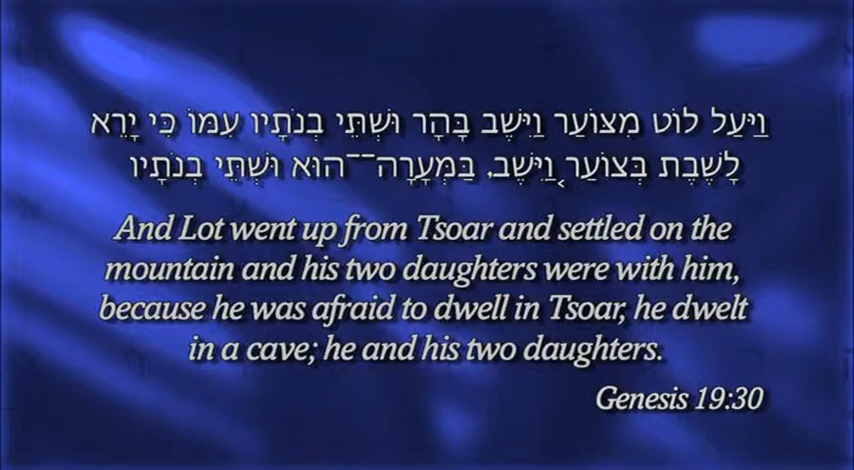 וַיַּעַל לוֹט מִצּוֹעַר וַיֵּשֶׁב בָּהָר וּשְׁתֵּי בְנֹתָיו עִמּוֹ כִּי יָרֵא
לָשֶׁבֶת בְּצוֹעַר, וַיֵּשֶׁב, בַּמְּעָרָה--הוּא וּשְׁתֵּי בְנֹתָיו
And Lot went up from Tsoar and settled on the
mountain and his two daughters were with him,
because he was afraid to dwell in Tsoar, he dwelt
in a cave; he and his two daughters.
Genesis 19:30